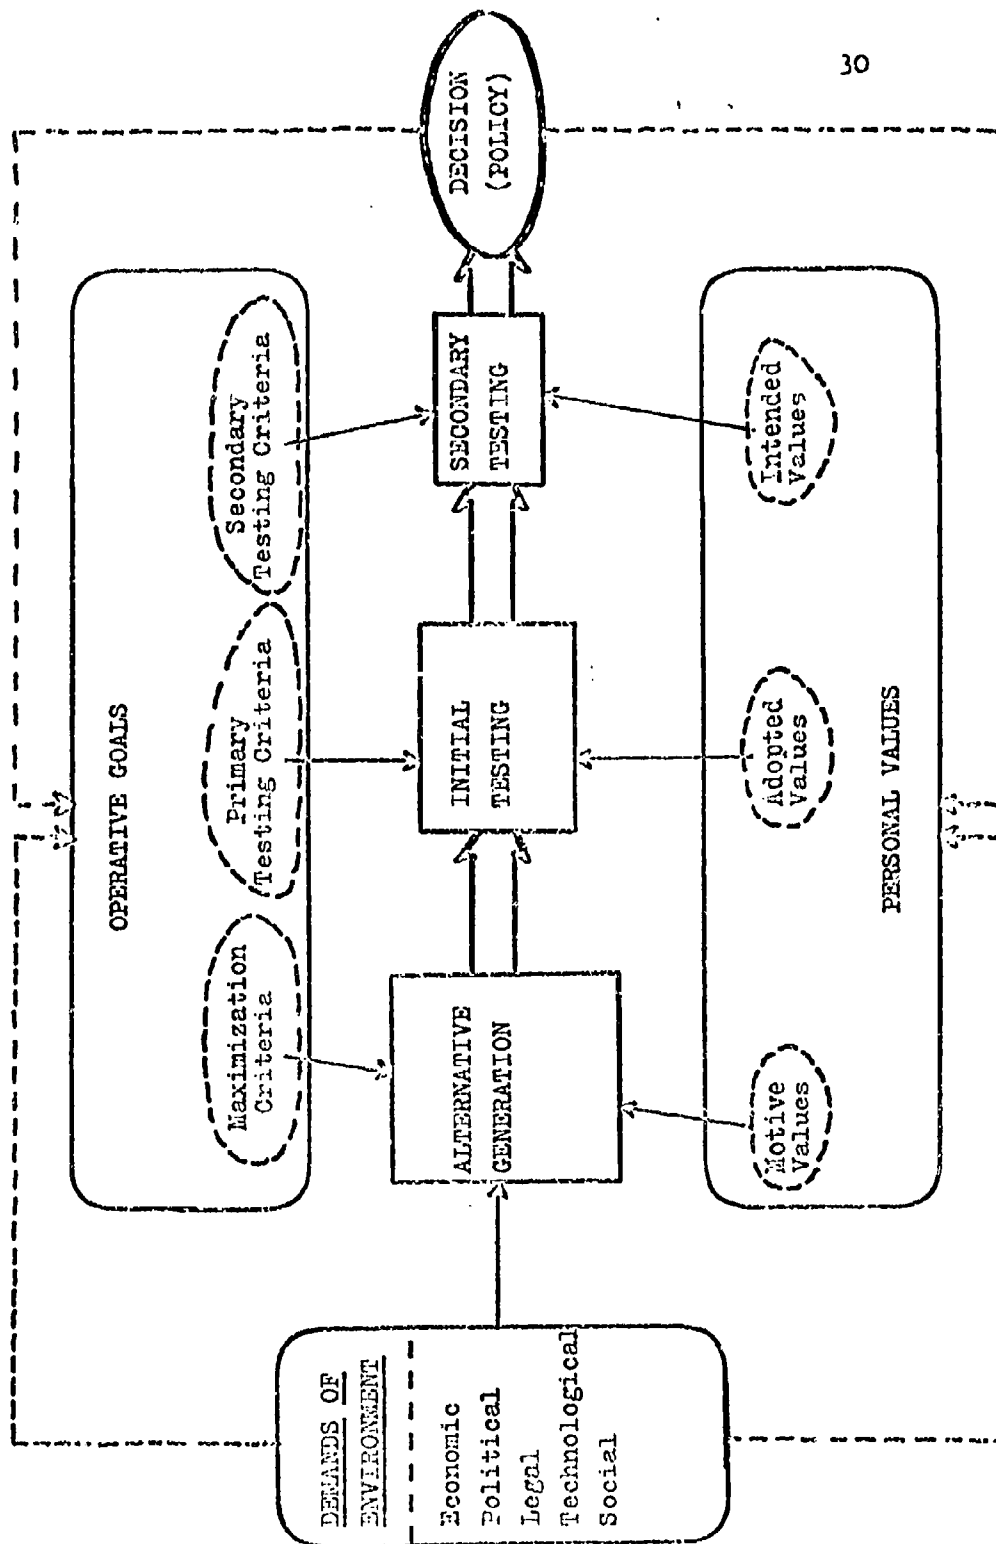 30
OPERATIVE GOALS
Maximization
Criteria
Primary
Testing Criteria
Secondary
Testing Criteria
DEMANDS OF
ENVIRONMENT
Economic
Political
Legal
Technological
Social
ALTERNATIVE
GENERATION
INITIAL
TESTING
SECONDARY
TESTING
DECISION
(POLICY)
Motive
Values
Adopted
Values
Intended
Values
PERSONAL VALUES